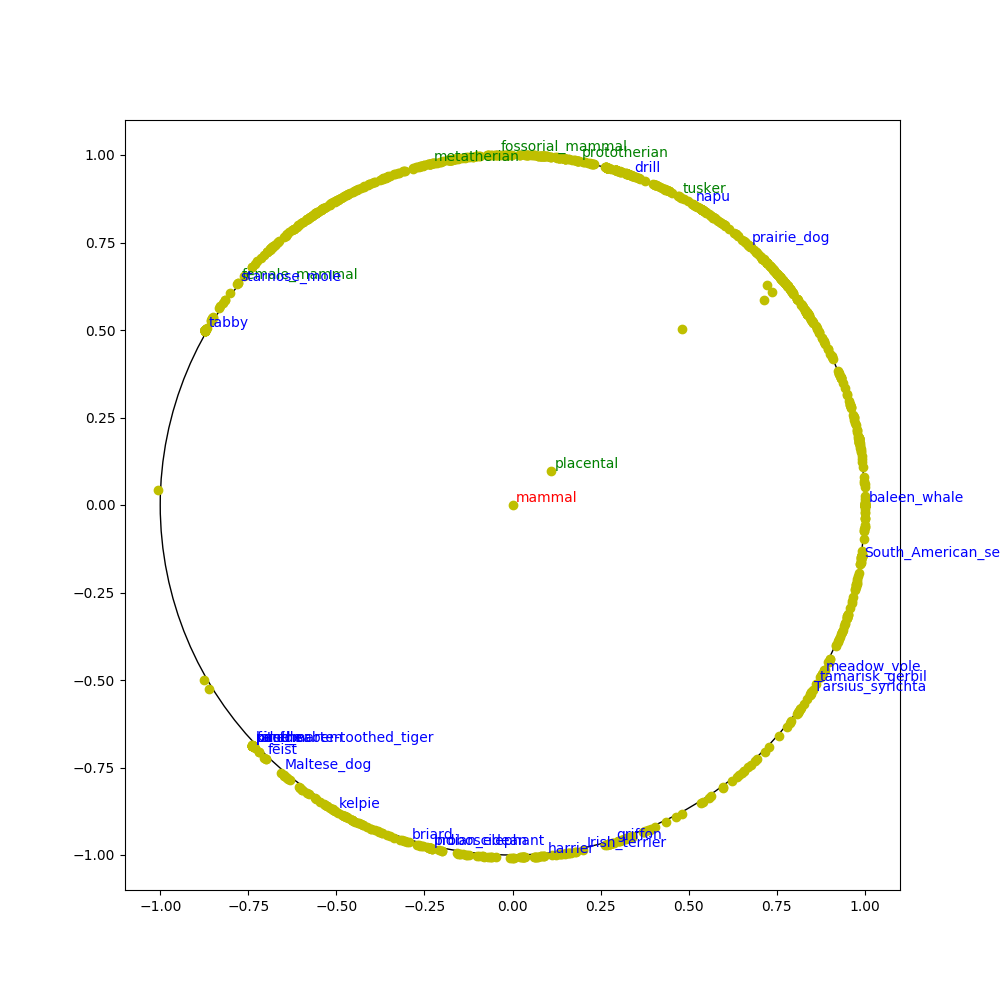 1.00
fossorial_mammal
metatherian
prototherian
drill
tusker
napu
0.75
prairie_dog
female_mammal
starnose_mole
0.50
tabby
0.25
placental
0.00
mammal
baleen_whale
South_American_se
−0.25
meadow_vole
−0.50
tamarisk_gerbil
Tarsius_syrichta
feist
−0.75
Maltese_dog
kelpie
briard
griffon
Indian_elephant
Irish_terrier
harrier
−1.00
−1.00 −0.75 −0.50 −0.25 0.00 0.25 0.50 0.75 1.00